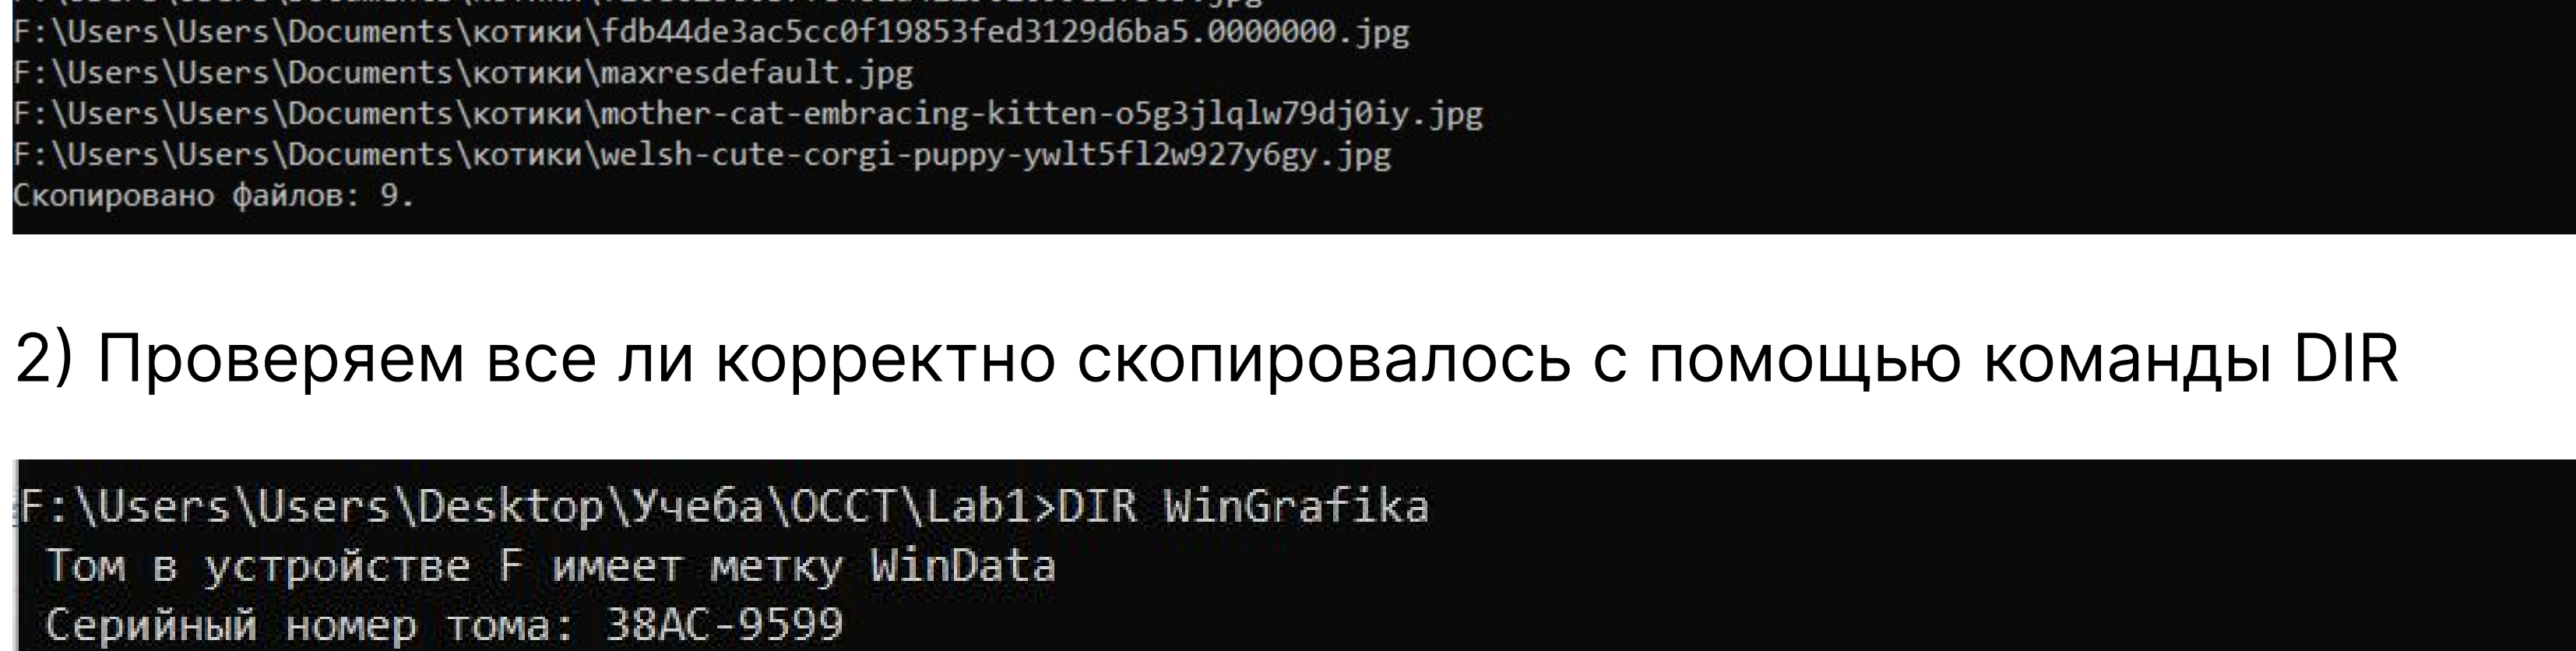 F:\Users\Users\Documents\котики\fdb44de3ac5cc0f19853fed3129d6ba5.0000000.jpg
F:\Users\Users\Documents\котики\maxresdefault.jpg
F:\Users\Users\Documents\котики\mother-cat-embracing-kitten-o5g3jlqlw79dj0iy.jpg
F:\Users\Users\Documents\котики\welsh-cute-corgi-puppy-ywlt5fl2w927y6gy.jpg
Скопировано файлов: 9.
2) Проверяем все ли корректно скопировалось с помощью команды DIR
F:\Users\Users\Desktop\Учеба\ОССТ\Lab1>DIR WinGrafika
Том в устройстве F имеет метку WinData
Серийный номер тома: 38AC-9599